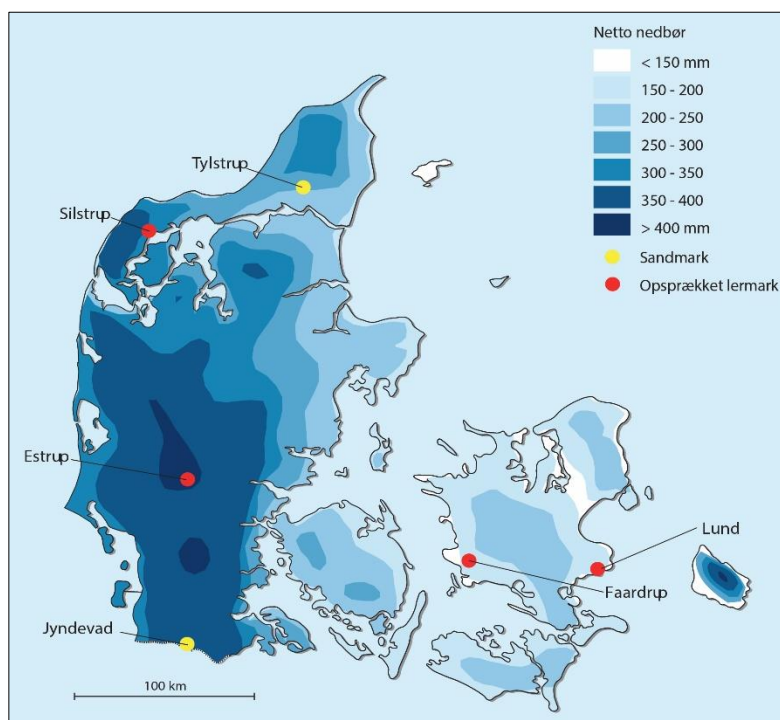 Netto nedbør
< 150 mm
150 - 200
200 - 250
250 - 300
300 - 350
350 - 400
> 400 mm
Sandmark
Opsprækket lermark
Tylstrup
Silstrup
Estrup
Lund
Faardrup
Jyndevad
100 km